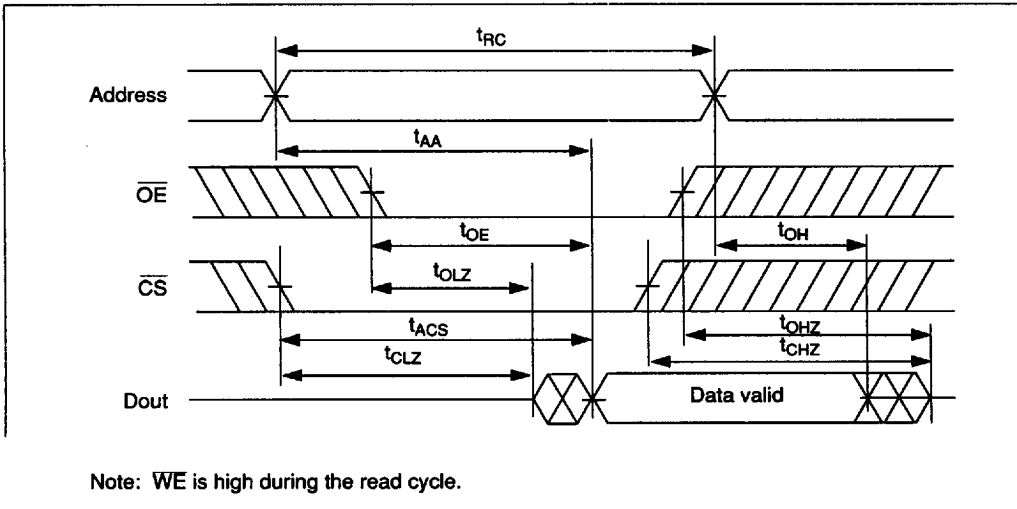 tRC
Address
tAA
OE
tOE
tOH
tOLZ
CS
tACS
tOHZ
tCLZ
tCHZ
Dout
Data valid
Note: WE is high during the read cycle.